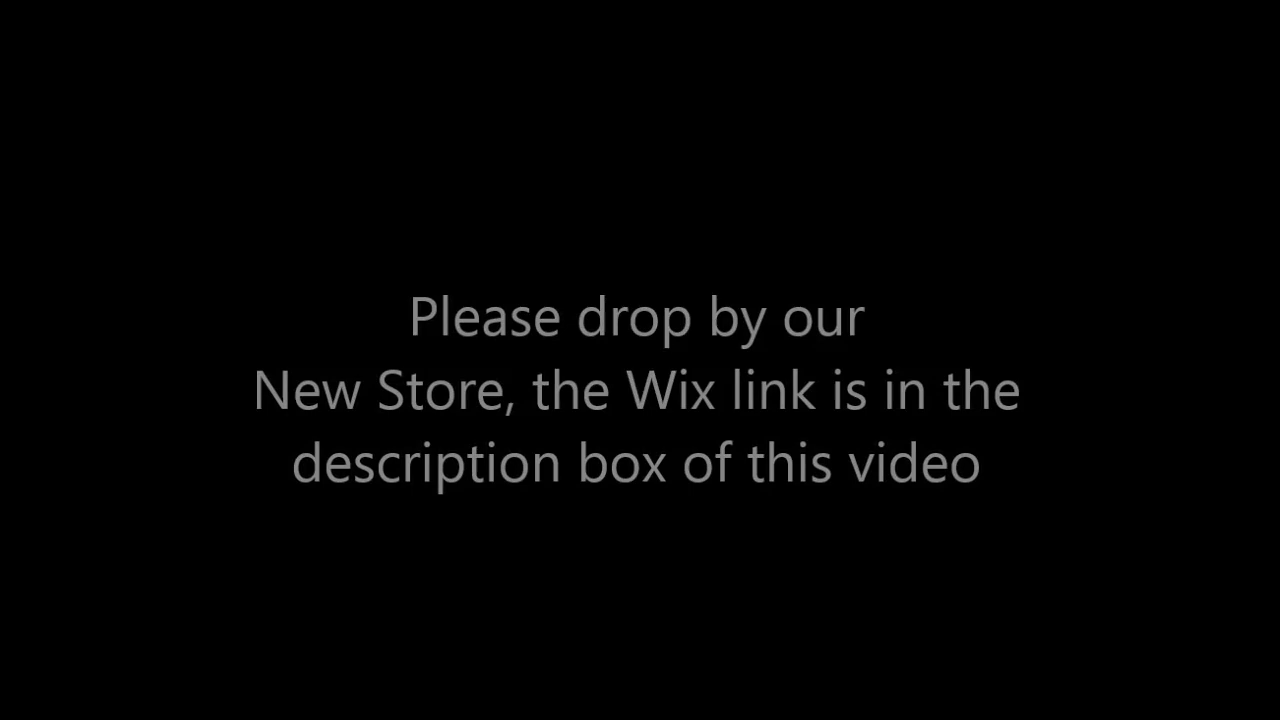 Please drop by our
New Store, the Wix link is in the
description box of this video